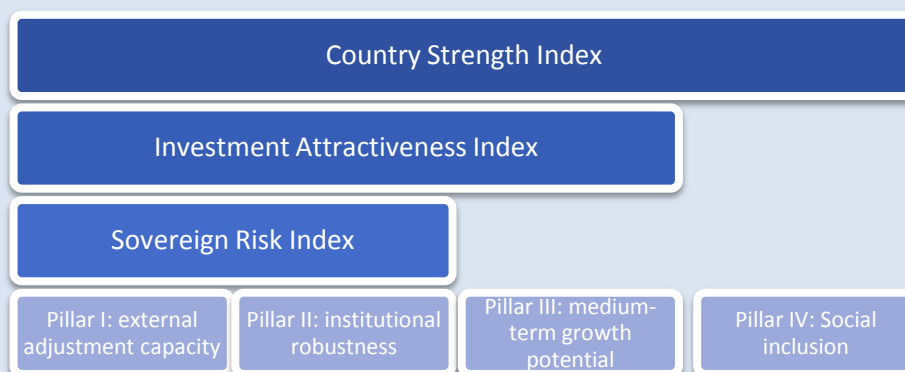 Country Strength Index
Investment Attractiveness Index
Sovereign Risk Index
Pillar I: external
adjustment capacity
Pillar II: institutional
robustness
Pillar III: medium-
term growth
potential
Pillar IV: Social
inclusion